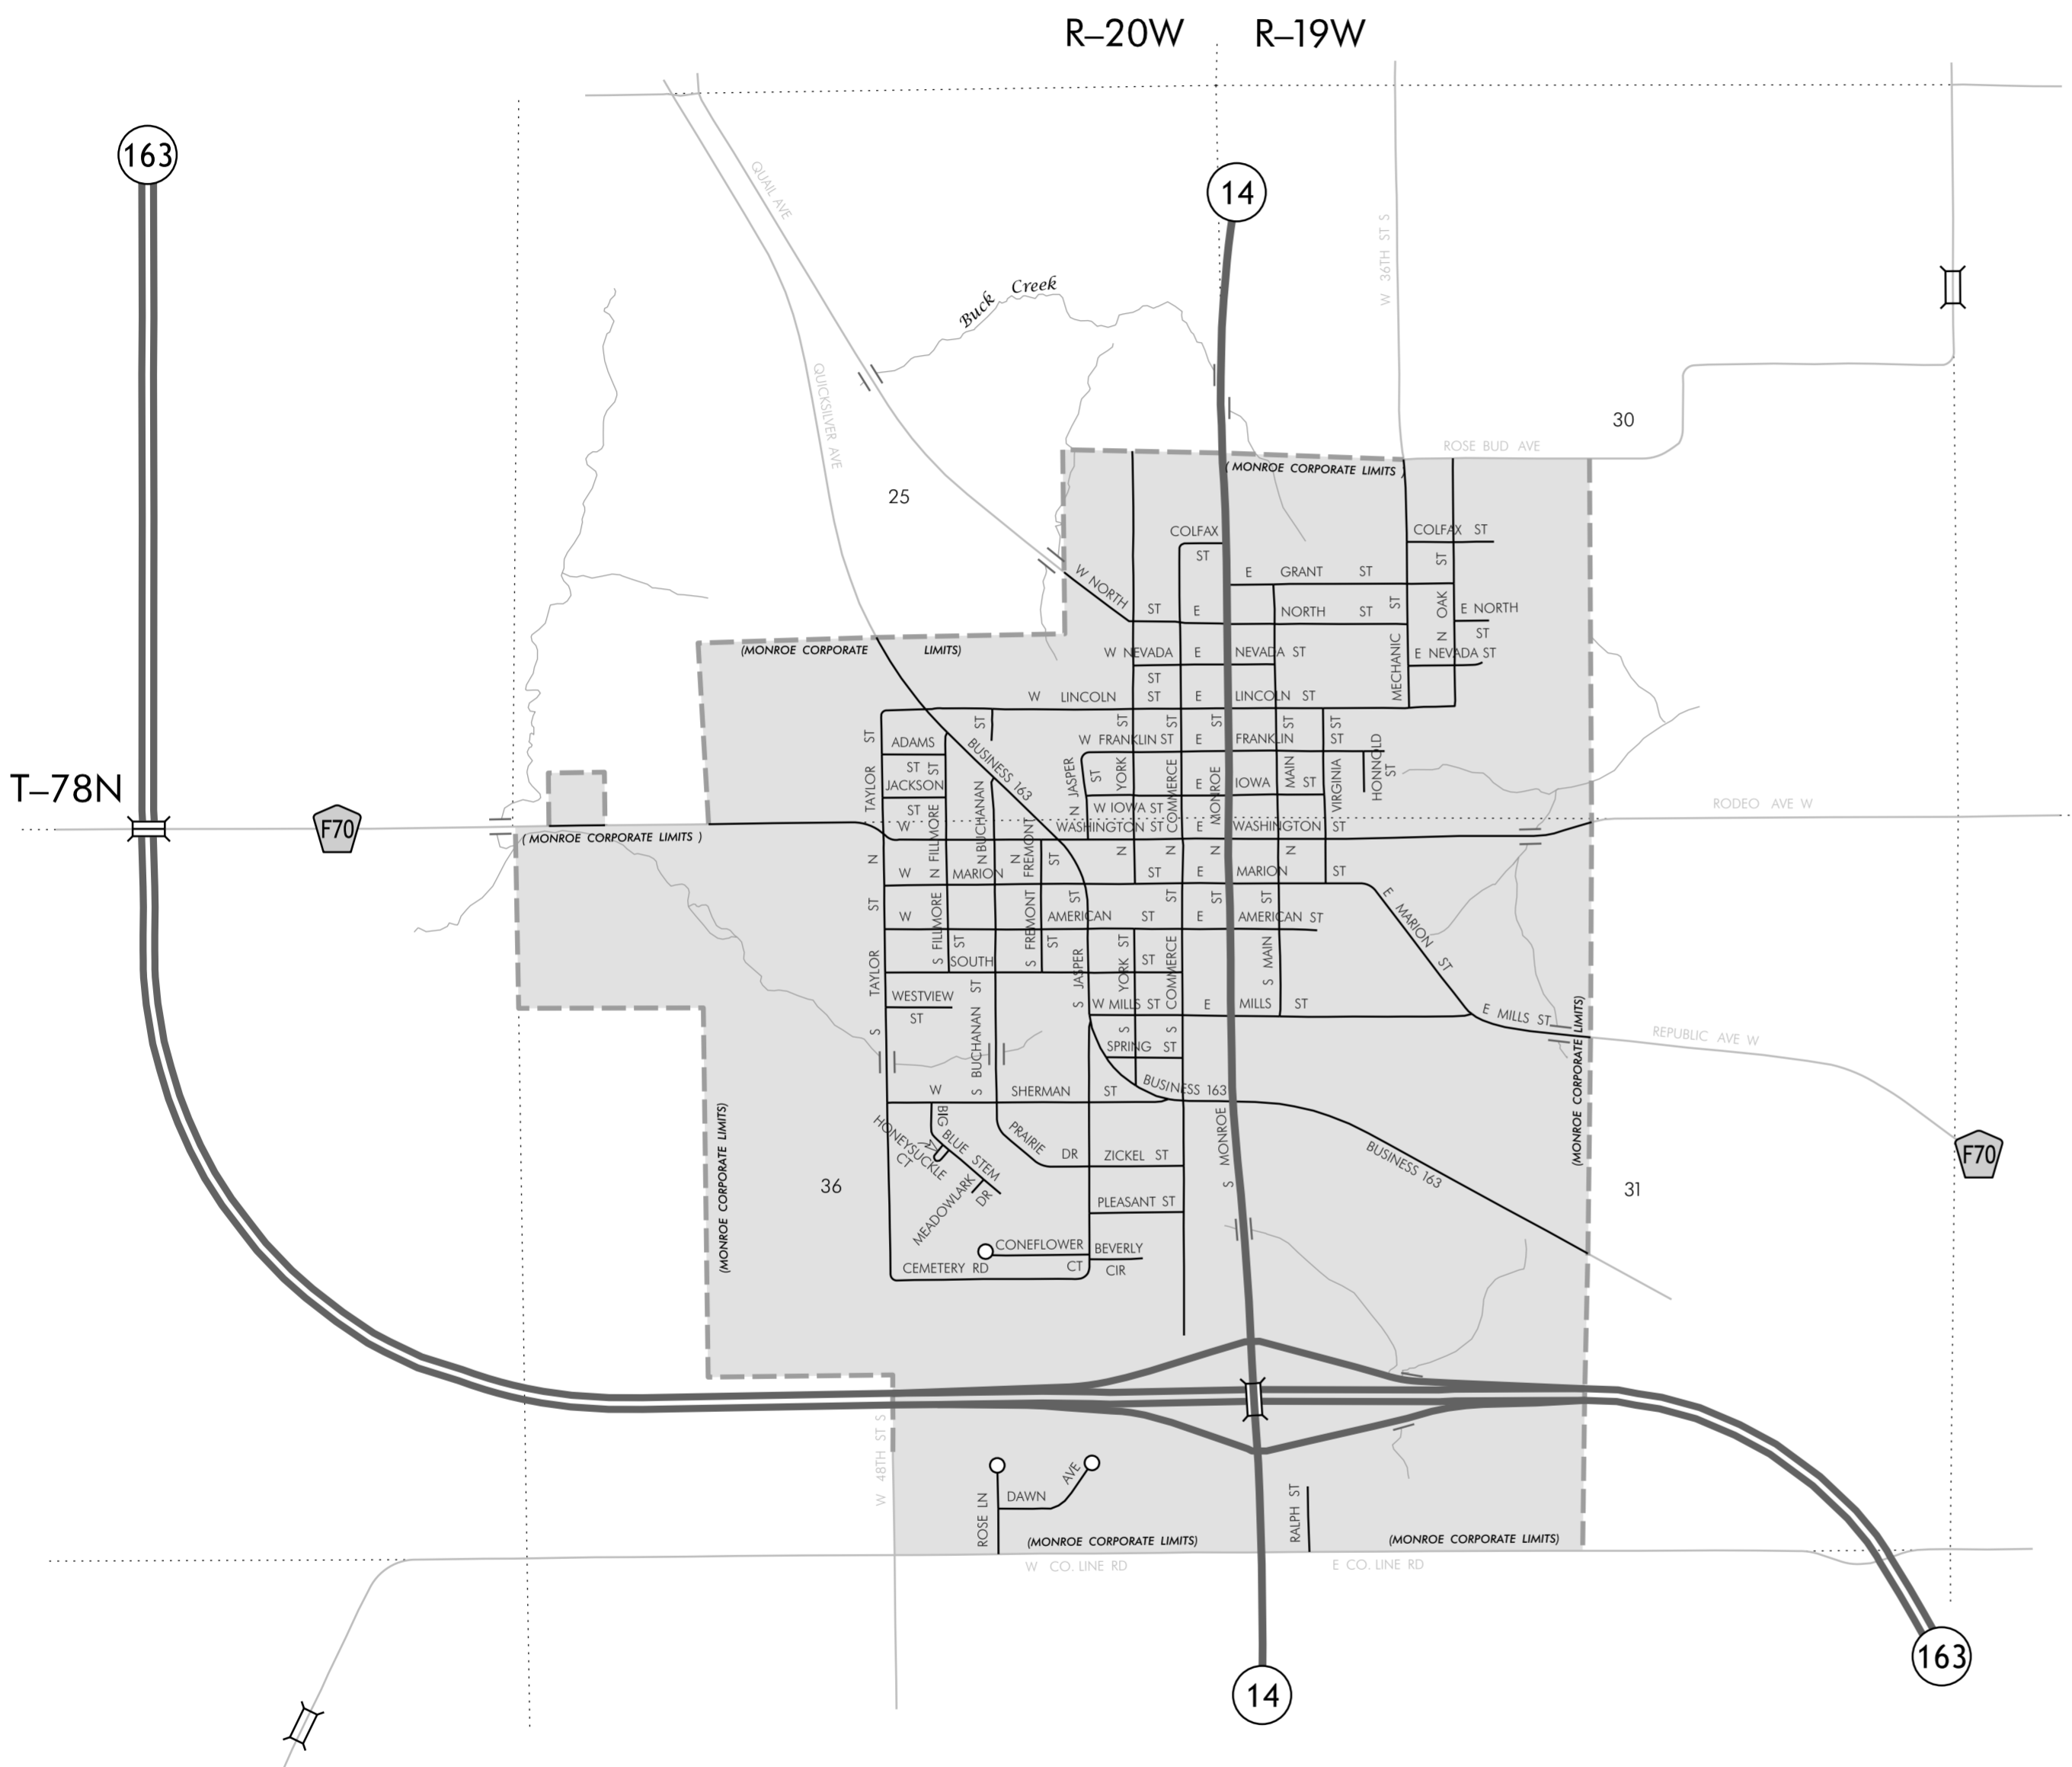 R–20W R–19W
163
14
QUAIL AVE
W 36TH ST S
Buck Creek
QUICKSILVER AVE
30
ROSE BUD AVE
( MONROE CORPORATE LIMITS )
25
COLFAX ST
COLFAX ST
E GRANT ST
W NORTH ST
E NORTH ST
E NORTH ST
MECHANIC ST
N OAK ST
(MONROE CORPORATE LIMITS)
W NEVADA ST
E NEVADA ST
E NEVADA ST
W LINCOLN ST
E LINCOLN ST
ADAMS ST
BUSINESS 163
W FRANKLIN ST
E FRANKLIN ST
JACKSON ST
N JASPER ST
N YORK ST
N COMMERCE ST
N MONROE ST
N MAIN ST
VIRGINIA ST
HONNOLD ST
E IOWA ST
W IOWA ST
T–78N
F70
RODEO AVE W
( MONROE CORPORATE LIMITS )
N TAYLOR ST
N FILLMORE ST
N BUCHANAN ST
N FREMONT ST
W WASHINGTON ST
E WASHINGTON ST
W MARION ST
E MARION ST
E MARION ST
W AMERICAN ST
E AMERICAN ST
S TAYLOR ST
S FILLMORE ST
S FREMONT ST
S JASPER ST
S YORK ST
S COMMERCE ST
S MAIN ST
SOUTH ST
WESTVIEW ST
S BUCHANAN ST
W MILLS ST
E MILLS ST
E MILLS ST
(MONROE CORPORATE LIMITS)
REPUBLIC AVE W
SPRING ST
BUSINESS 163
W SHERMAN ST
(MONROE CORPORATE LIMITS)
BIG BLUE STEM DR
HONEYSUCKLE CT
PRAIRIE DR
ZICKEL ST
S MONROE ST
BUSINESS 163
F70
36
31
MEADOWLARK
PLEASANT ST
CONEFLOWER CT
BEVERLY CIR
CEMETERY RD
W 48TH ST S
ROSE LN
DAWN AVE
RALPH ST
(MONROE CORPORATE LIMITS)
(MONROE CORPORATE LIMITS)
W CO. LINE RD
E CO. LINE RD
163
14